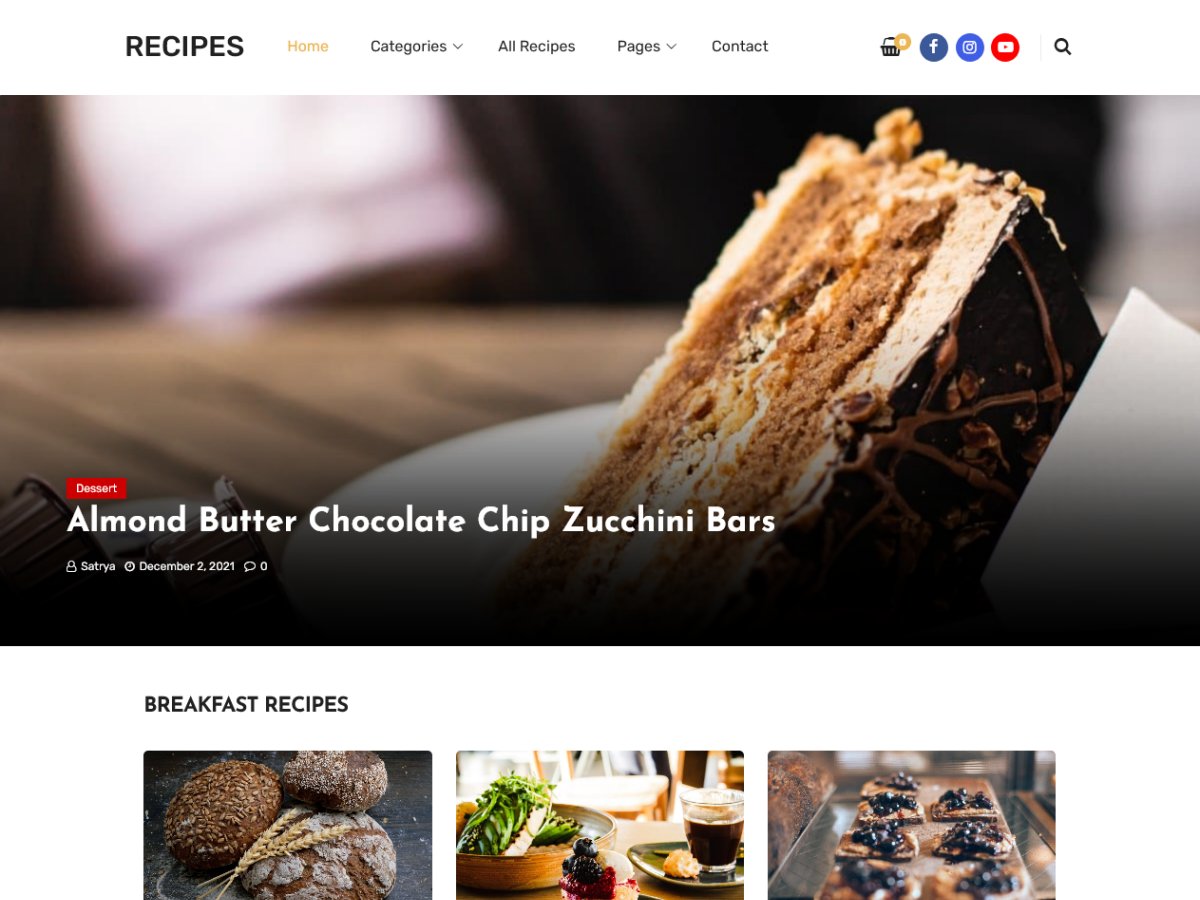 RECIPES Home Categories All Recipes Pages Contact 0
Dessert
Almond Butter Chocolate Chip Zucchini Bars
Satrya December 2, 2021 0
BREAKFAST RECIPES